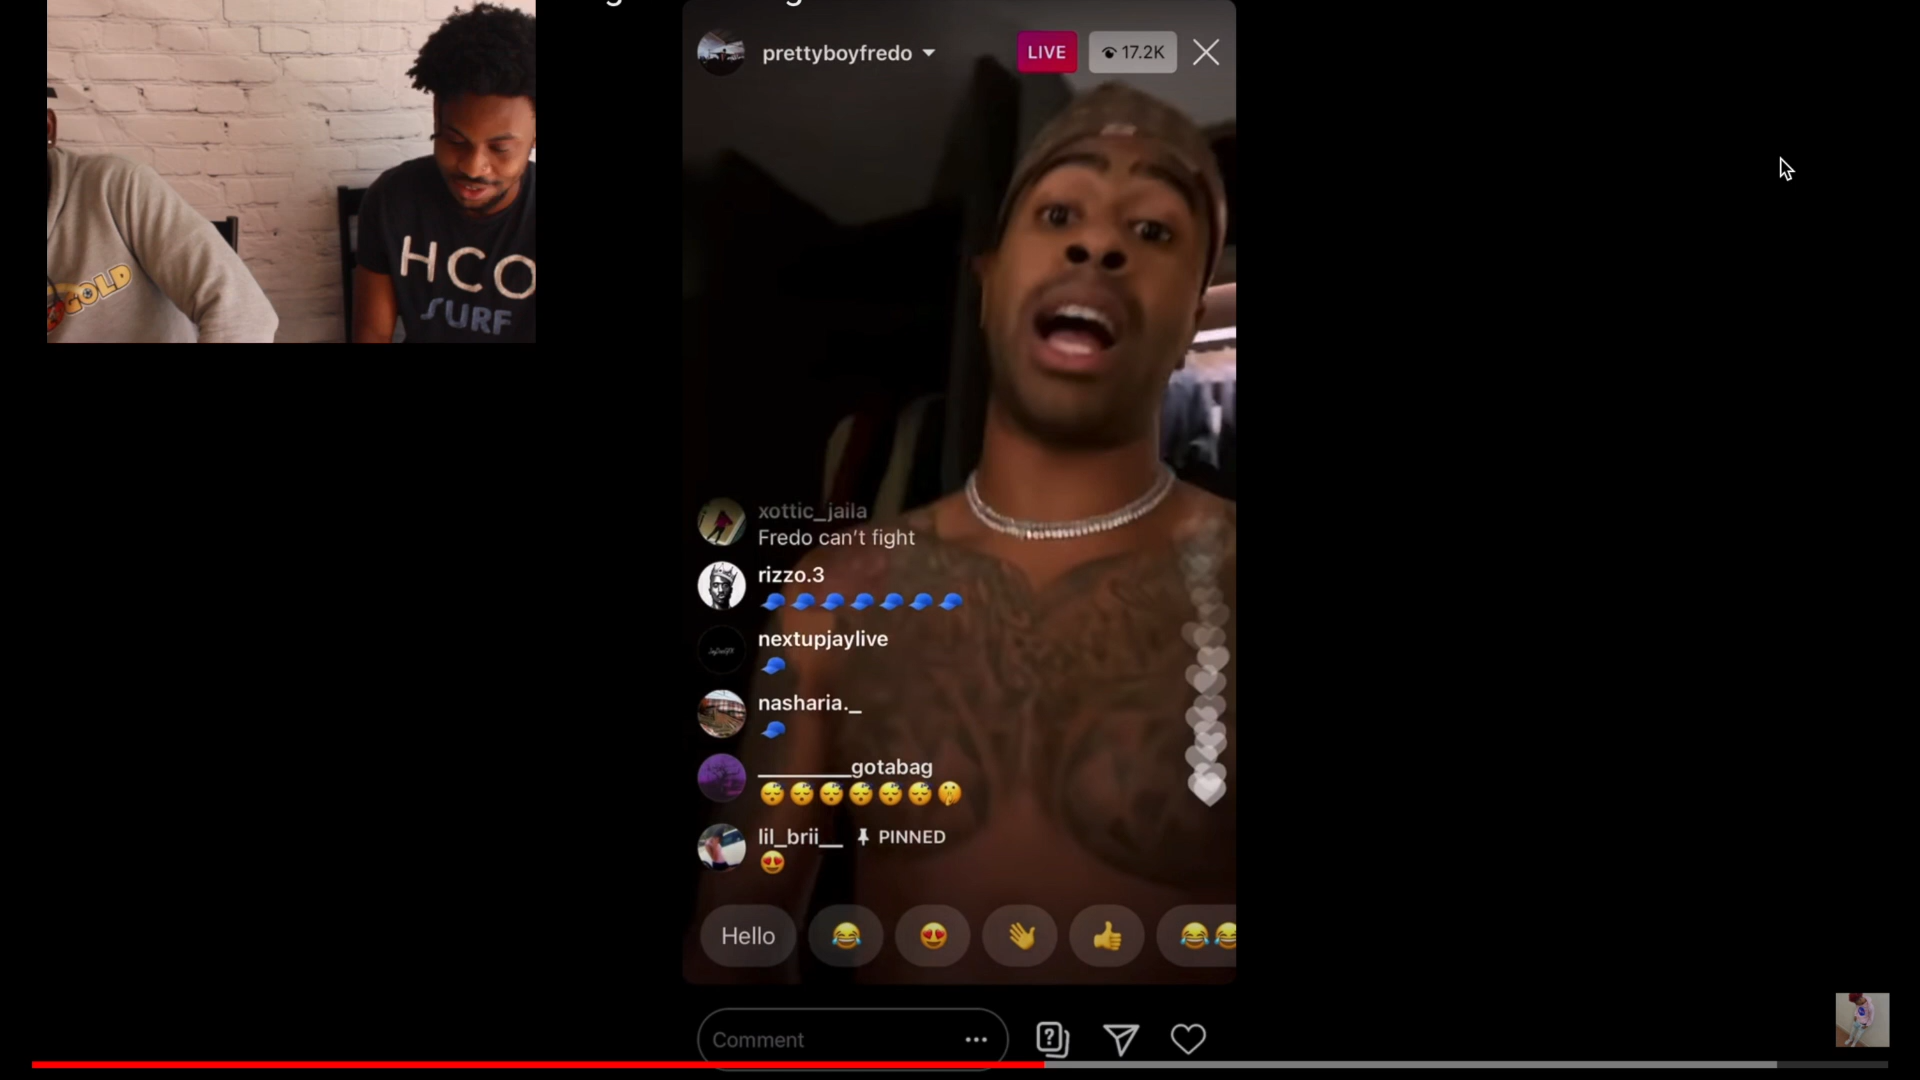 prettyboyfredo
LIVE
17.2K
GOLD
HCO
SURF
xottic_jaila
Fredo can't fight
rizzo.3
nextupjaylive
nasharia._
________gotabag
lil_brii__ PINNED
Hello
Comment